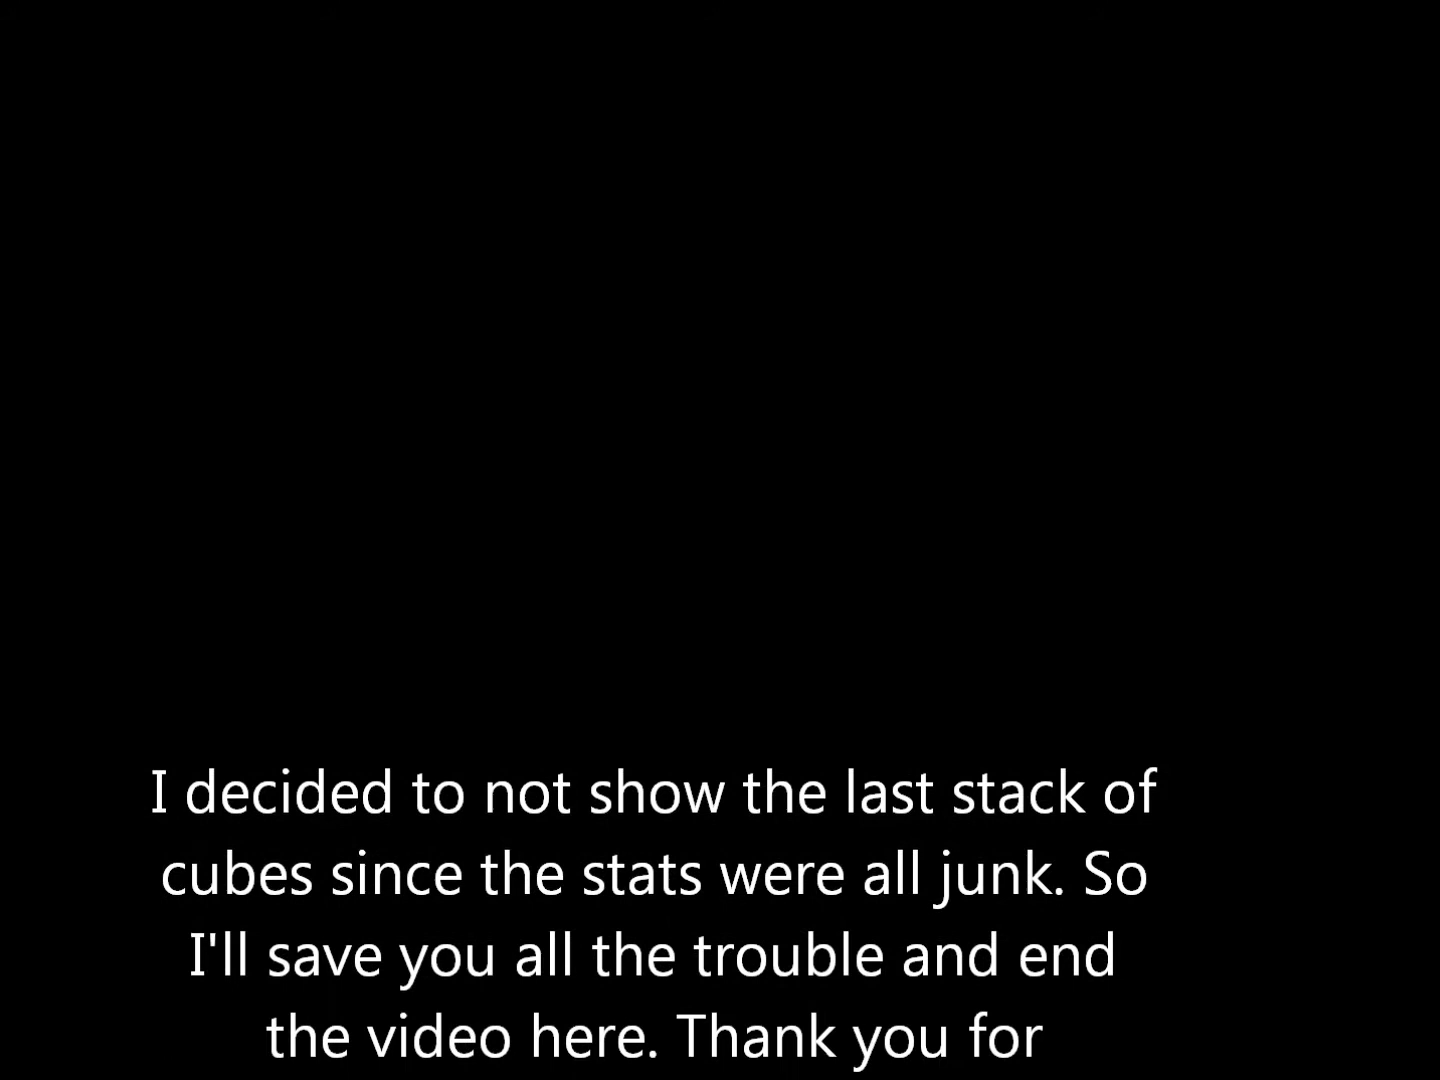 I decided to not show the last stack of
cubes since the stats were all junk. So
I'll save you all the trouble and end
the video here. Thank you for